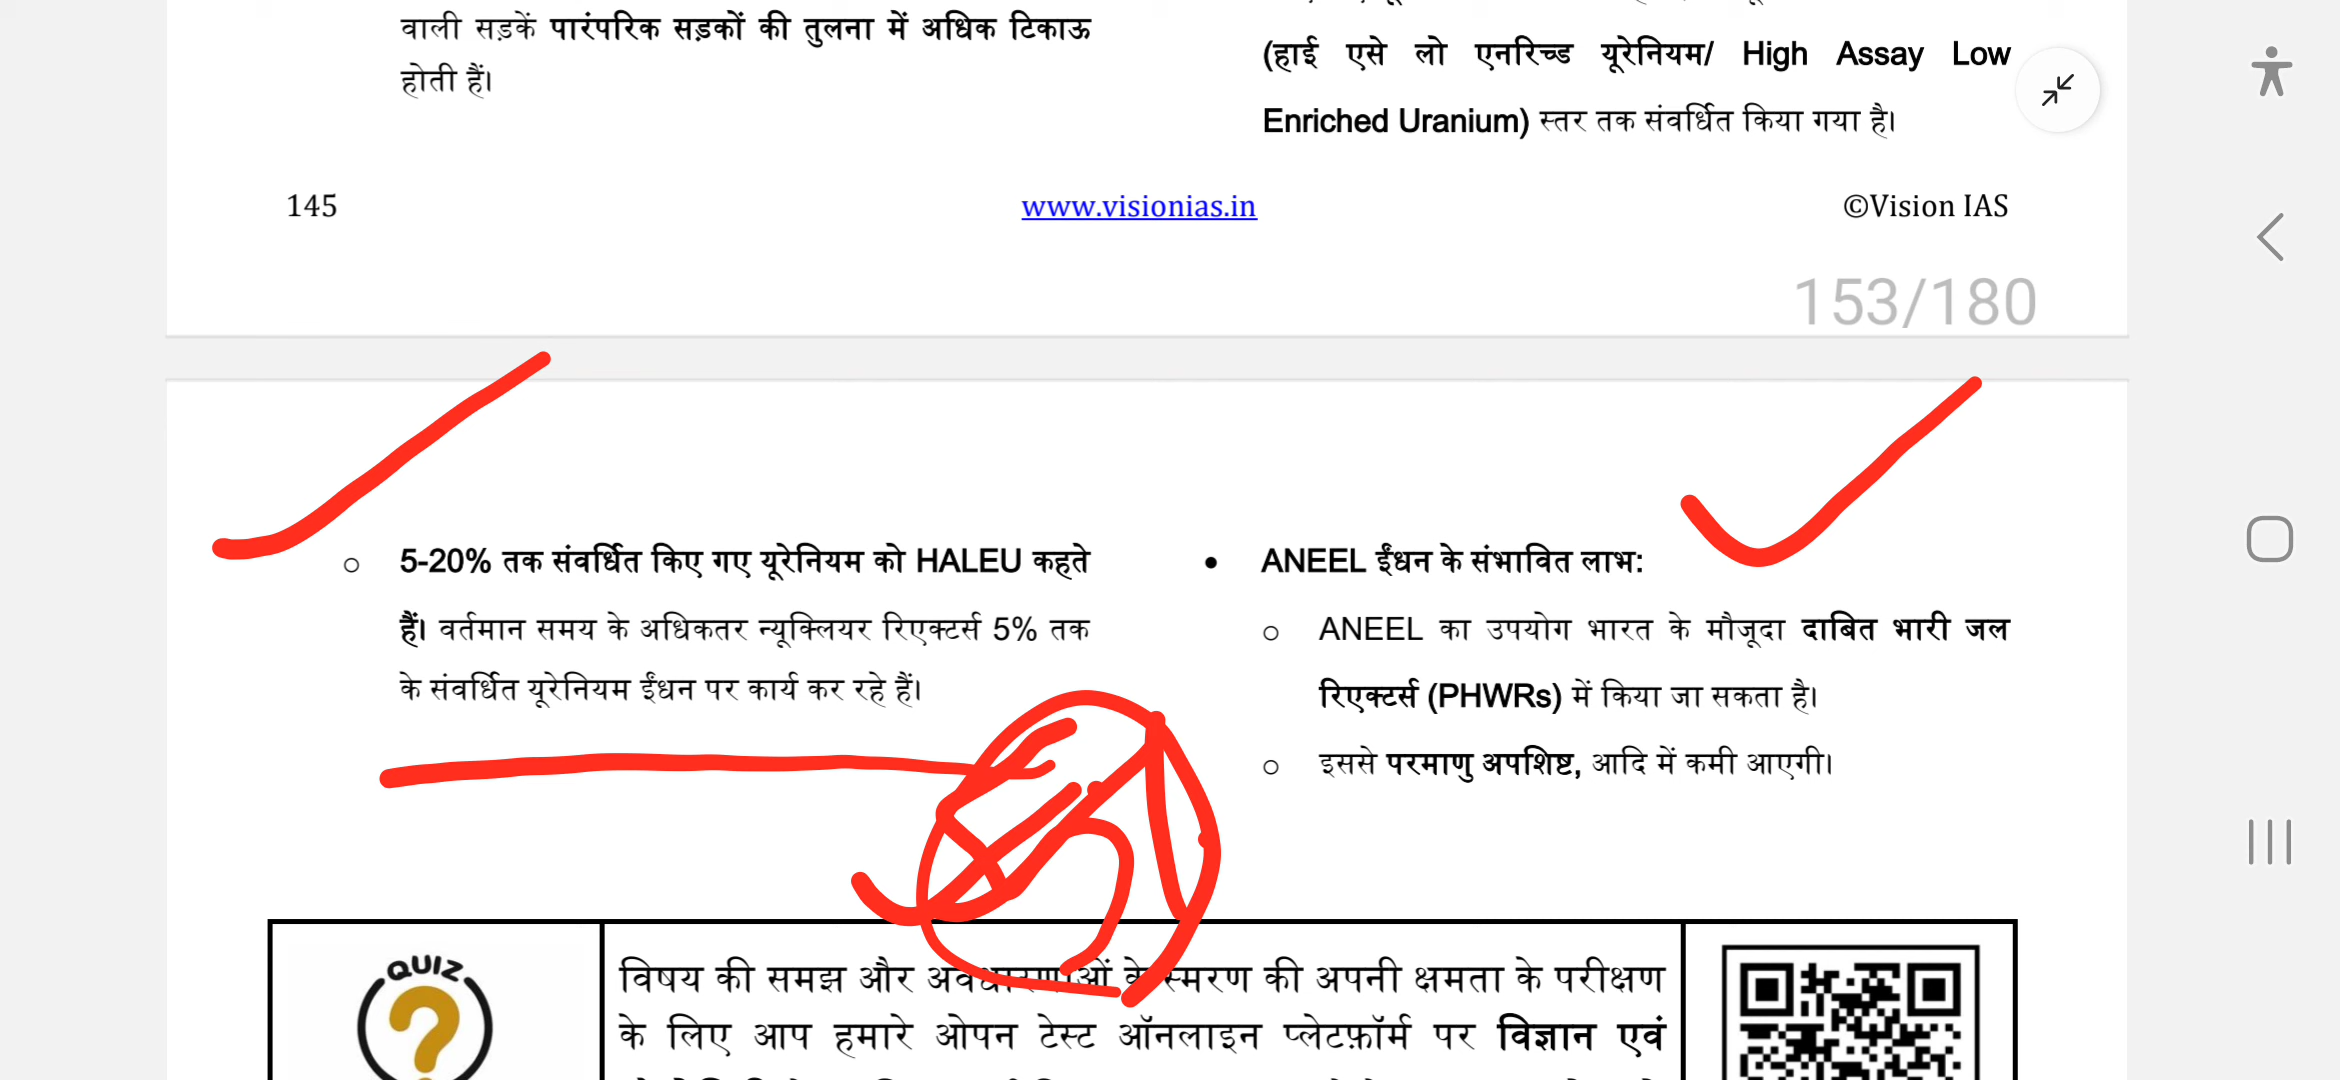 वाली सड़कें पारंपरिक सड़कों की तुलना में अधिक टिकाऊ
होती हैं।
(हाई एसे लो एनरिच्ड यूरेनियम/ High Assay Low
Enriched Uranium) स्तर तक संवर्धित किया गया है।
145
www.visionias.in
©Vision IAS
153/180
○ 5-20% तक संवर्धित किए गए यूरेनियम को HALEU कहते
हैं। वर्तमान समय के अधिकतर न्यूक्लियर रिएक्टर्स 5% तक
के संवर्धित यूरेनियम ईंधन पर कार्य कर रहे हैं।
• ANEEL ईंधन के संभावित लाभ:
○ ANEEL का उपयोग भारत के मौजूदा दाबित भारी जल
रिएक्टर्स (PHWRs) में किया जा सकता है।
○ इससे परमाणु अपशिष्ट, आदि में कमी आएगी।
QUIZ
?
विषय की समझ और अवधारणाओं के स्मरण की अपनी क्षमता के परीक्षण
के लिए आप हमारे ओपन टेस्ट ऑनलाइन प्लेटफ़ॉर्म पर विज्ञान एवं